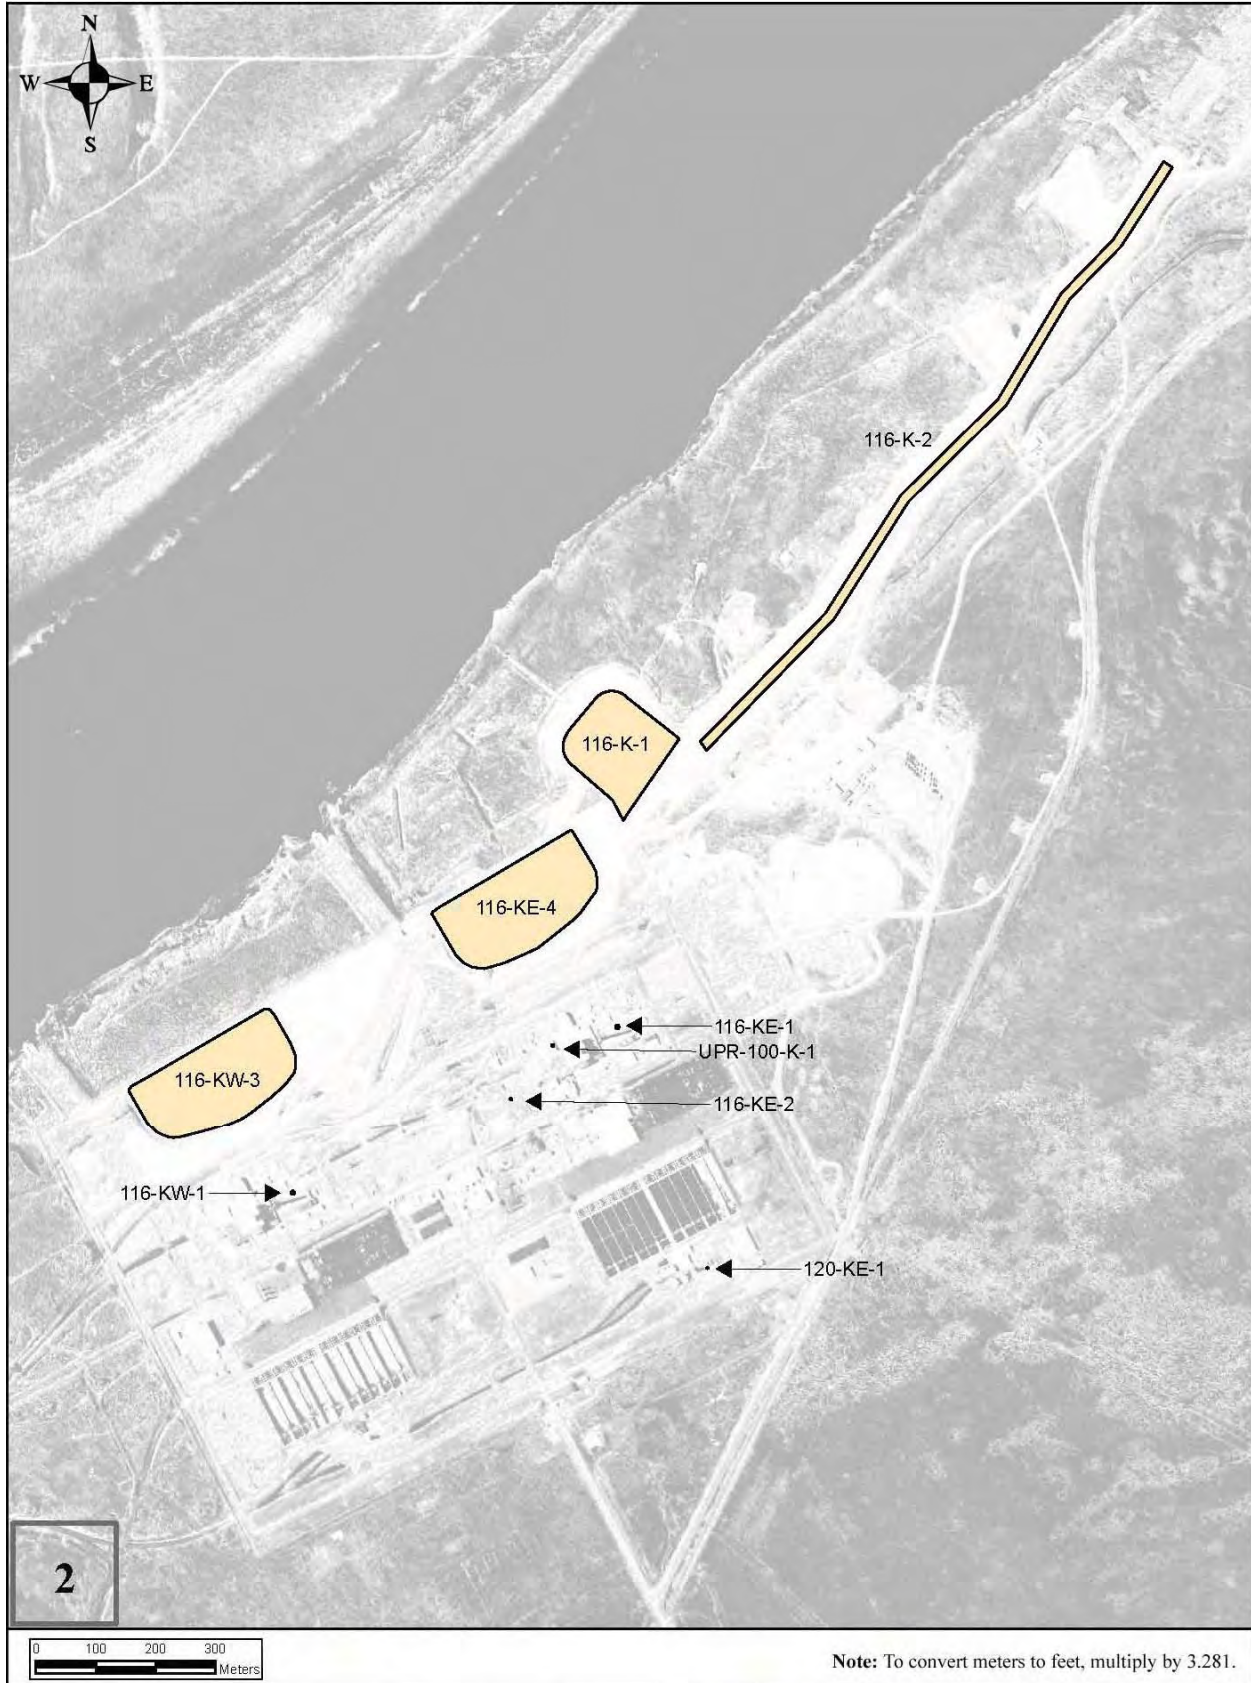 N
W E
S
116-K-2
116-K-1
116-KE-4
116-KE-1
UPR-100-K-1
116-KW-3
116-KE-2
116-KW-1
120-KE-1
2
0 100 200 300
Meters
Note: To convert meters to feet, multiply by 3.281.